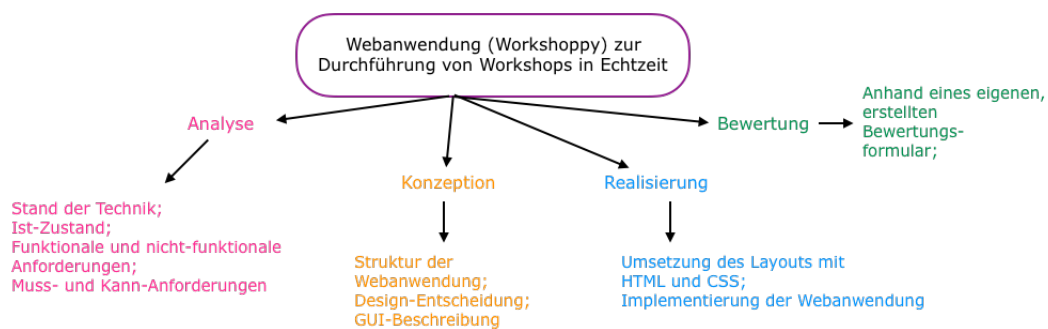 Webanwendung (Workshoppy) zur
Durchführung von Workshops in Echtzeit
Analyse
Stand der Technik;
Ist-Zustand;
Funktionale und nicht-funktionale
Anforderungen;
Muss- und Kann-Anforderungen
Konzeption
Struktur der
Webanwendung;
Design-Entscheidung;
GUI-Beschreibung
Realisierung
Umsetzung des Layouts mit
HTML und CSS;
Implementierung der Webanwendung
Bewertung
Anhand eines eigenen,
erstellten
Bewertungs-
formular;